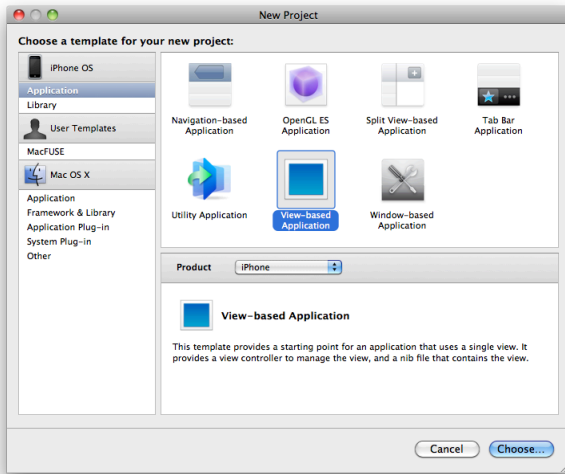 New Project
Choose a template for your new project:
iPhone OS
Application
Library
User Templates
MacFUSE
Mac OS X
Application
Framework & Library
Application Plug-in
System Plug-in
Other
Navigation-based
Application
OpenGL ES
Application
Split View-based
Application
Tab Bar
Application
Utility Application
View-based
Application
Window-based
Application
Product
iPhone
View-based Application
This template provides a starting point for an application that uses a single view. It
provides a view controller to manage the view, and a nib file that contains the view.
Cancel
Choose...